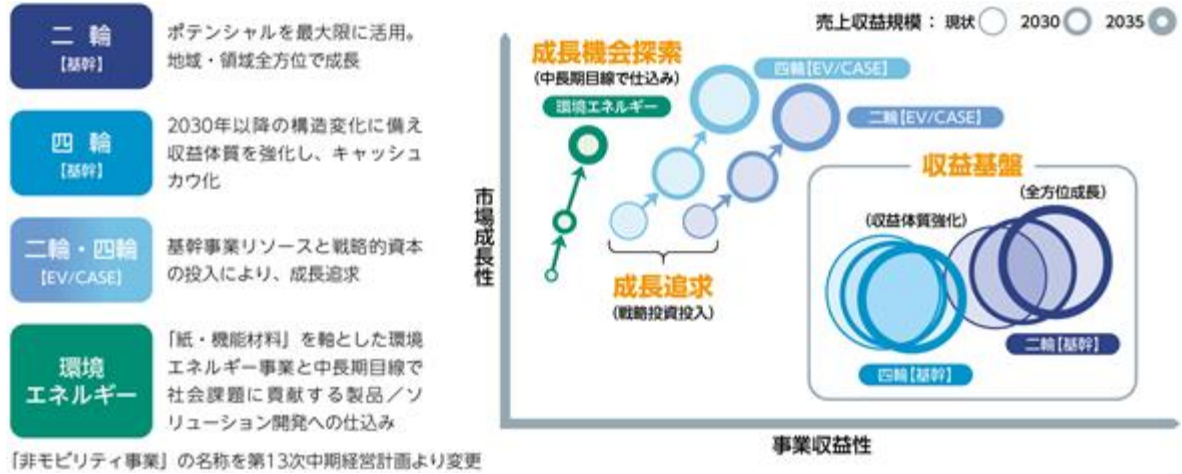 二 輪
【基幹】
ポテンシャルを最大限に活用。
地域・領域全方位で成長
四 輪
【基幹】
2030年以降の構造変化に備え
収益体質を強化し、キャッシュ
カウ化
二輪・四輪
【EV/CASE】
基幹事業リソースと戦略的資本
の投入により、成長追求
環境
エネルギー
「紙・機能材料」を軸とした環境
エネルギー事業と中長期目線で
社会課題に貢献する製品／ソ
リューション開発への仕込み
「非モビリティ事業」の名称を第13次中期経営計画より変更
売上収益規模： 現状 2030 2035
成長機会探索
(中長期目線で仕込み)
環境エネルギー
四輪【EV/CASE】
二輪【EV/CASE】
市場成長性
成長追求
(戦略投資投入)
収益基盤
(全方位成長)
(収益体質強化)
二輪【基幹】
四輪【基幹】
事業収益性